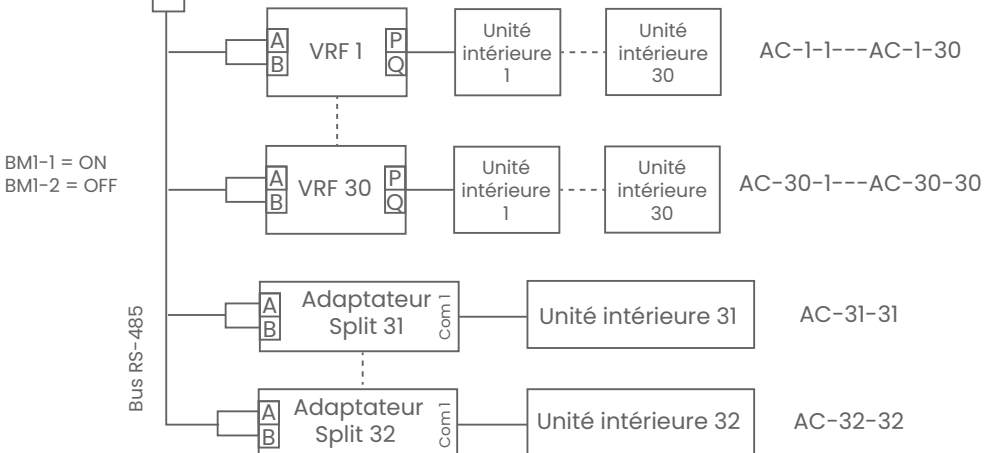 A
B
VRF 1
P
Q
Unité
intérieure
1
Unité
intérieure
30
AC-1-1---AC-1-30
BM1-1 = ON
BM1-2 = OFF
A
B
VRF 30
P
Q
Unité
intérieure
1
Unité
intérieure
30
AC-30-1---AC-30-30
Bus RS-485
A
B
Adaptateur
Split 31
Com 1
Unité intérieure 31
AC-31-31
A
B
Adaptateur
Split 32
Com 1
Unité intérieure 32
AC-32-32